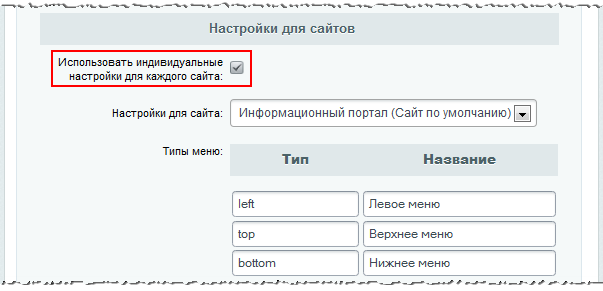 Настройки для сайтов
Использовать индивидуальные
настройки для каждого сайта:
Настройки для сайта: Информационный портал (Сайт по умолчанию)
Типы меню: Тип Название
left Левое меню
top Верхнее меню
bottom Нижнее меню